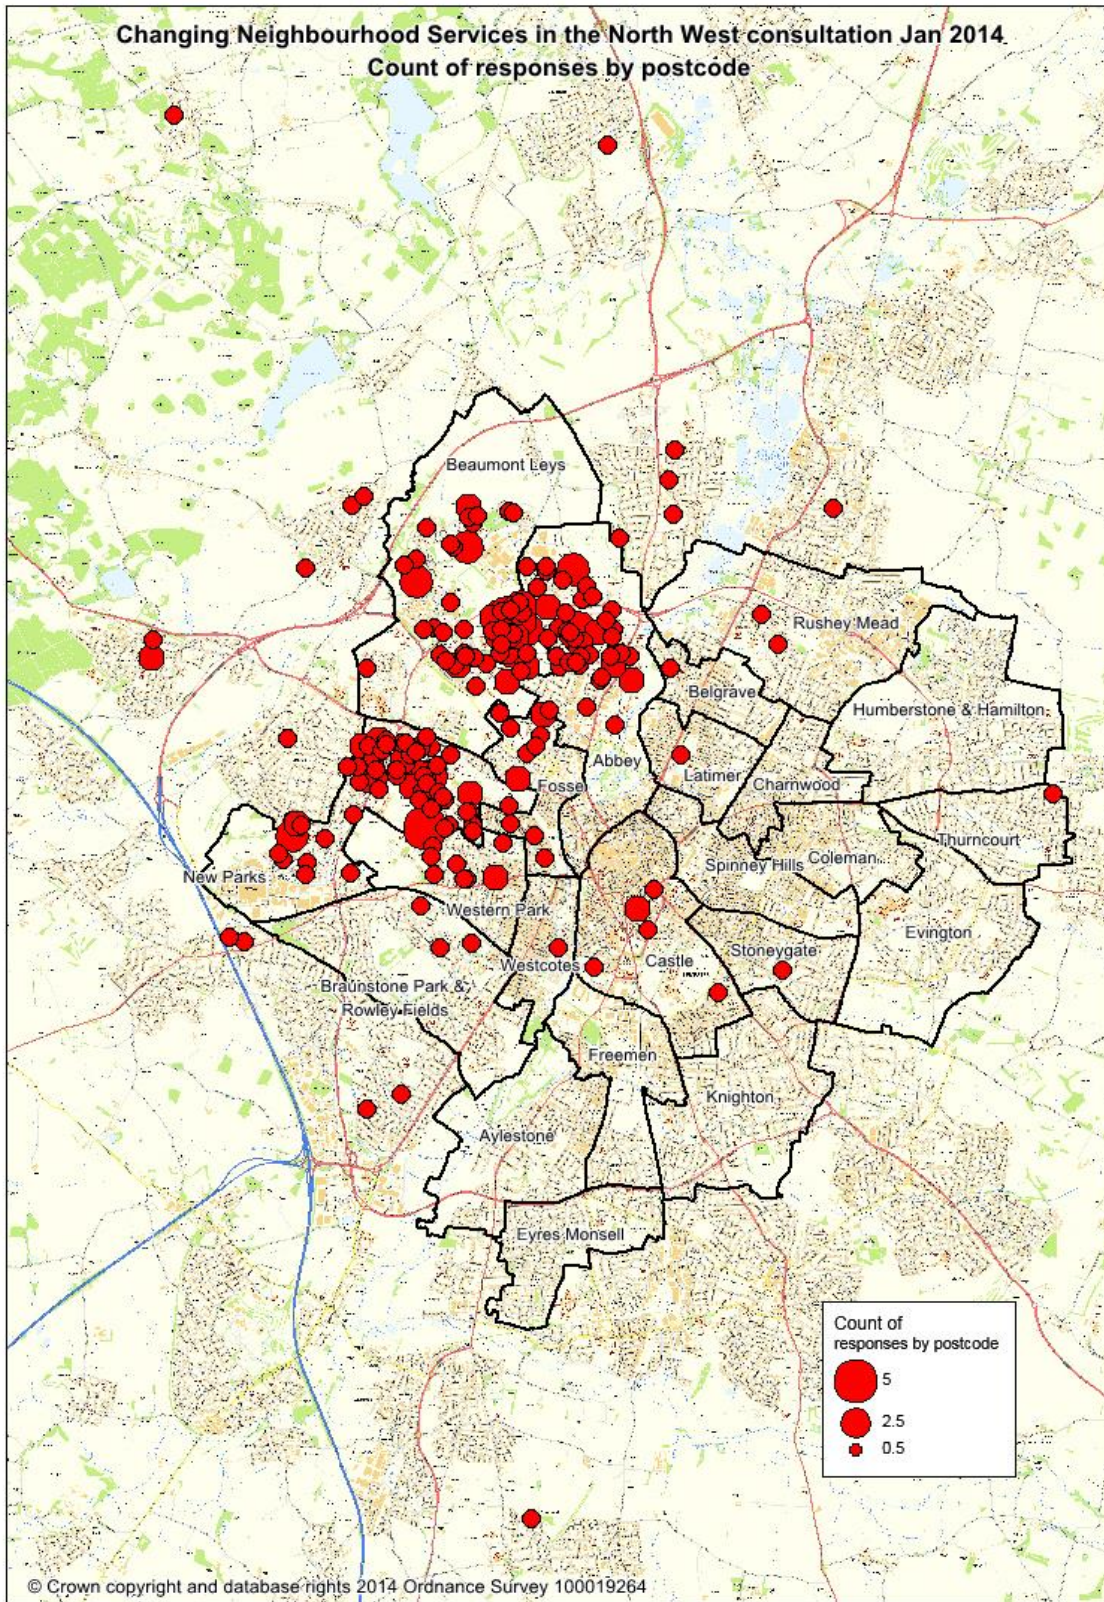 Changing Neighbourhood Services in the North West consultation Jan 2014
Count of responses by postcode
Beaumont Leys
Rushey Mead
Belgrave
Humberstone & Hamilton
Abbey
Latimer
Charnwood
Fosse
Thurncourt
Spinney Hills
Coleman
New Parks
Western Park
Evington
Stoneygate
Westcotes
Castle
Braunstone Park &
Rowley Fields
Freemen
Knighton
Aylestone
Eyres Monsell
Count of
responses by postcode
5
2.5
0.5
© Crown copyright and database rights 2014 Ordnance Survey 100019264